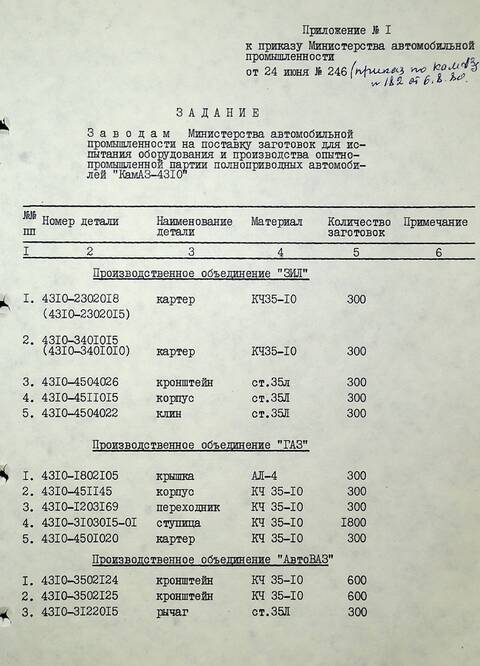 Приложение № I
к приказу Министерства автомобильной
промышленности
от 24 июня № 246 (приказ по КамАЗу
№ 182 от 6.8.80.
ЗАДАНИЕ
Заводам Министерства автомобильной
промышленности на поставку заготовок для ис-
пытания оборудования и производства опытно-
промышленной партии полноприводных автомоби-
лей "КамАЗ-4310"
№№ пп Номер детали Наименование детали Материал Количество заготовок Примечание
I 2 3 4 5 6
Производственное объединение "ЗИЛ"
I. 43I0-23020I8 картер КЧ35-I0 300
(43I0-23020I5)
2. 43I0-340I0I5
(43I0-340I0I0) картер КЧ35-I0 300
3. 43I0-4504026 кронштейн ст.35л 300
4. 43I0-45II0I5 корпус ст.35Л 300
5. 43I0-4504022 клин ст.35Л 300
Производственное объединение "ГАЗ"
I. 43I0-I802I05 крышка АЛ-4 300
2. 43I0-45II45 корпус КЧ 35-I0 300
3. 43I0-I203I69 переходник КЧ 35-I0 300
4. 43I0-3I030I5-0I ступица КЧ 35-I0 I800
5. 43I0-450I020 картер КЧ 35-I0 300
Производственное объединение "АвтоВАЗ"
I. 43I0-3502I24 кронштейн КЧ 35-I0 600
2. 43I0-3502I25 кронштейн КЧ 35-I0 600
3. 43I0-3I220I5 рычаг ст.35Л 300